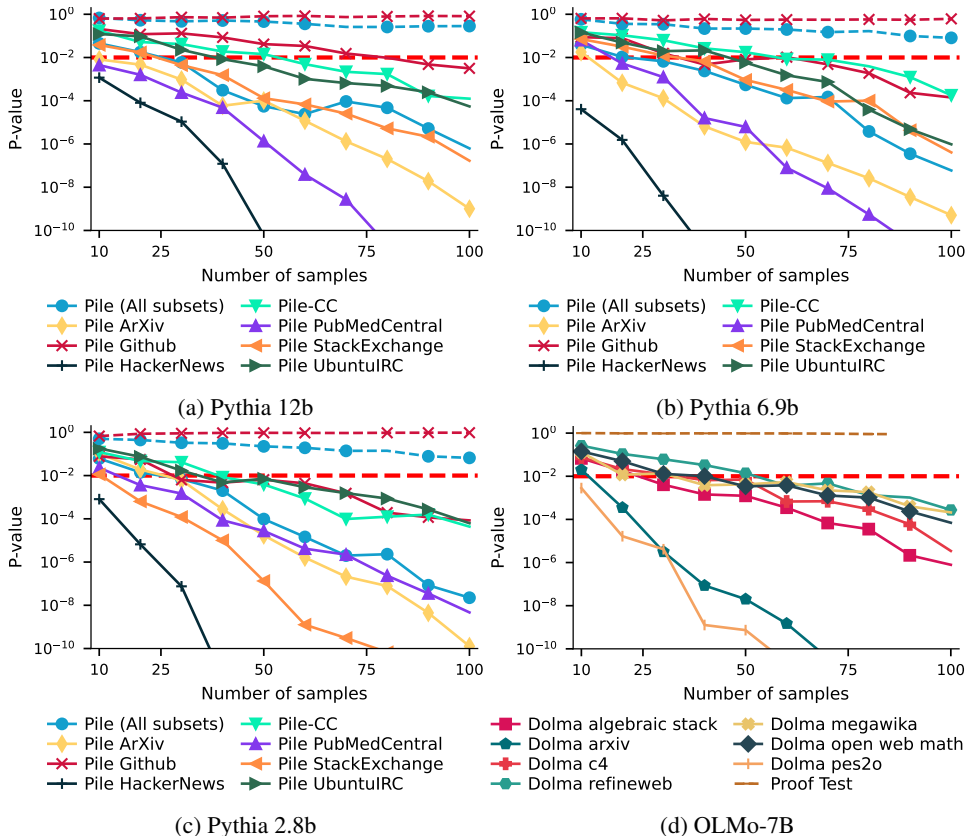 10^0
10^-2
10^-4
10^-6
10^-8
10^-10
P-value
10 25 50 75 100
Number of samples
Pile (All subsets)
Pile ArXiv
Pile Github
Pile HackerNews
Pile-CC
Pile PubMedCentral
Pile StackExchange
Pile UbuntuIRC
(a) Pythia 12b
10^0
10^-2
10^-4
10^-6
10^-8
10^-10
P-value
10 25 50 75 100
Number of samples
Pile (All subsets)
Pile ArXiv
Pile Github
Pile HackerNews
Pile-CC
Pile PubMedCentral
Pile StackExchange
Pile UbuntuIRC
(b) Pythia 6.9b
10^0
10^-2
10^-4
10^-6
10^-8
10^-10
P-value
10 25 50 75 100
Number of samples
Pile (All subsets)
Pile ArXiv
Pile Github
Pile HackerNews
Pile-CC
Pile PubMedCentral
Pile StackExchange
Pile UbuntuIRC
(c) Pythia 2.8b
10^0
10^-2
10^-4
10^-6
10^-8
10^-10
P-value
10 25 50 75 100
Number of samples
Dolma algebraic stack
Dolma arxiv
Dolma c4
Dolma refineweb
Dolma megawika
Dolma open web math
Dolma pes2o
Proof Test
(d) OLMo-7B